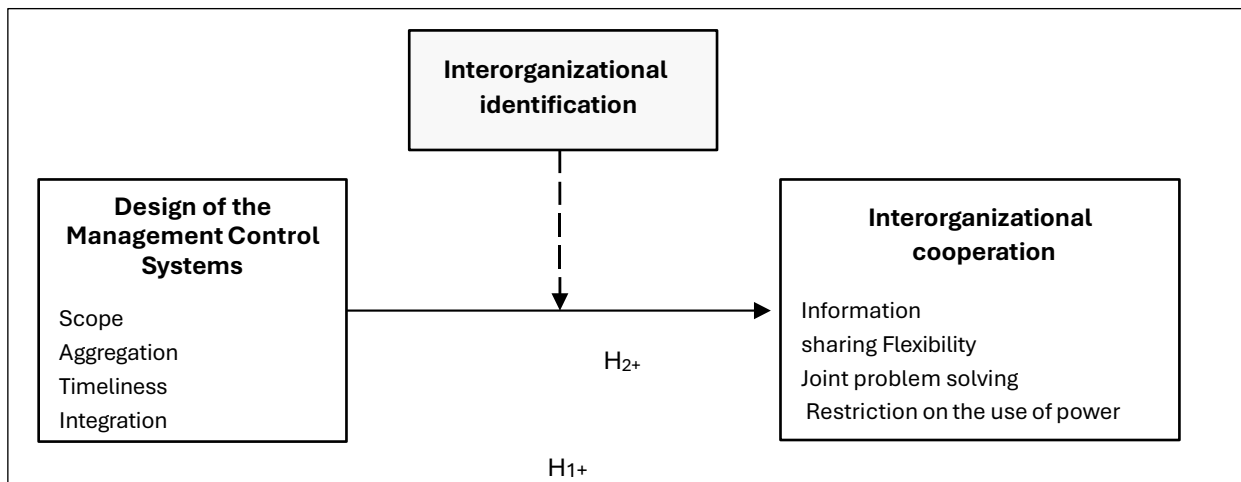 Interorganizational
identification
Design of the
Management Control
Systems
Scope
Aggregation
Timeliness
Integration
Interorganizational
cooperation
Information
sharing Flexibility
Joint problem solving
Restriction on the use of power
H2+
H1+